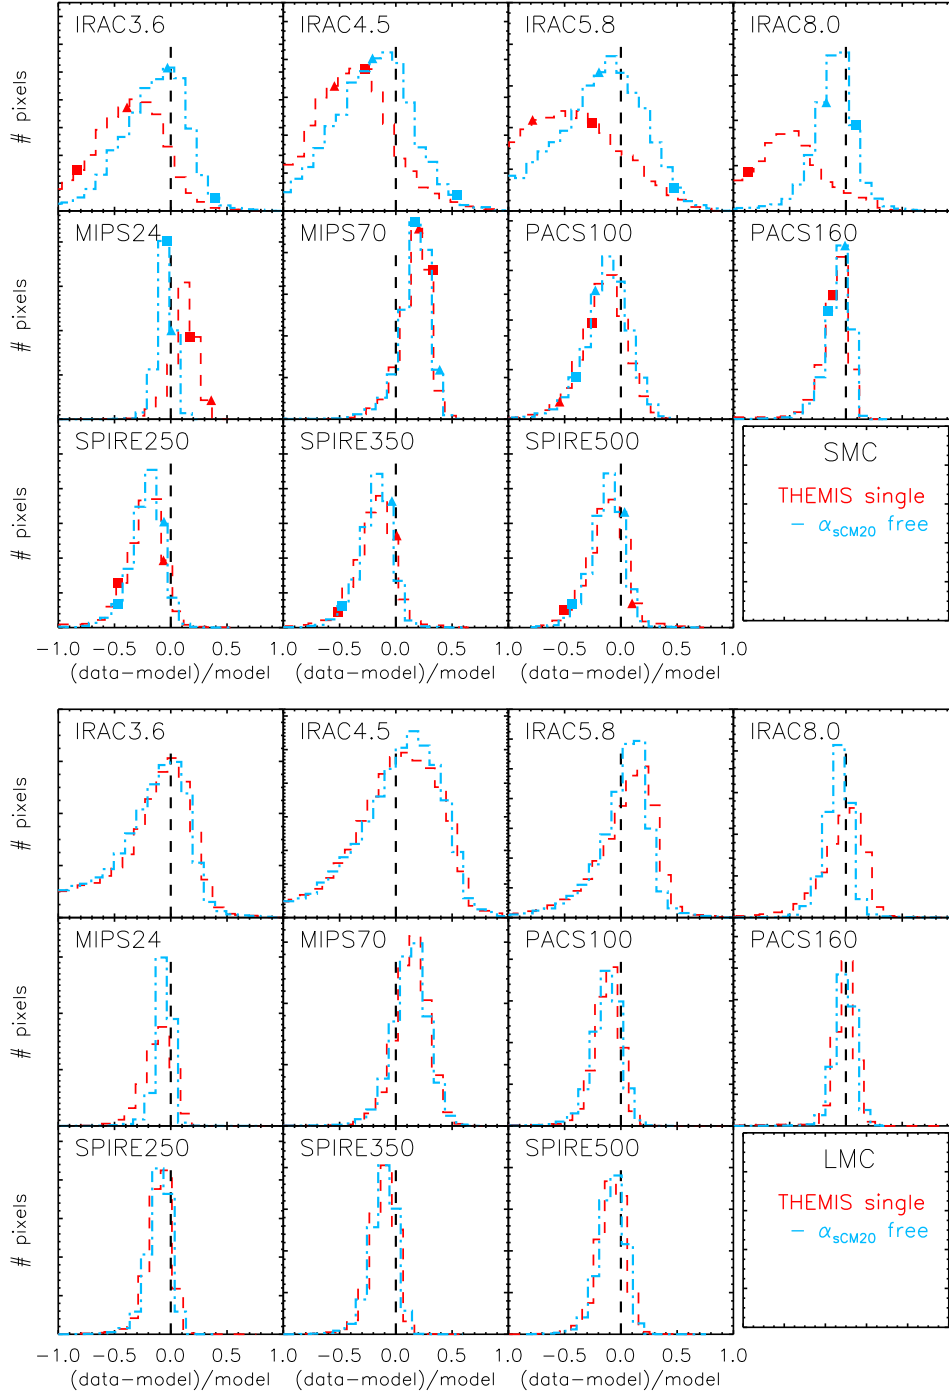 IRAC3.6 IRAC4.5 IRAC5.8 IRAC8.0
# pixels
MIPS24 MIPS70 PACS100 PACS160
# pixels
SPIRE250 SPIRE350 SPIRE500 SMC
THEMIS single
– α_sCM20 free
# pixels
-1.0 -0.5 0.0 0.5 1.0 -0.5 0.0 0.5 1.0 -0.5 0.0 0.5 1.0
(data-model)/model (data-model)/model (data-model)/model
IRAC3.6 IRAC4.5 IRAC5.8 IRAC8.0
# pixels
MIPS24 MIPS70 PACS100 PACS160
# pixels
SPIRE250 SPIRE350 SPIRE500 LMC
THEMIS single
– α_sCM20 free
# pixels
-1.0 -0.5 0.0 0.5 1.0 -0.5 0.0 0.5 1.0 -0.5 0.0 0.5 1.0
(data-model)/model (data-model)/model (data-model)/model